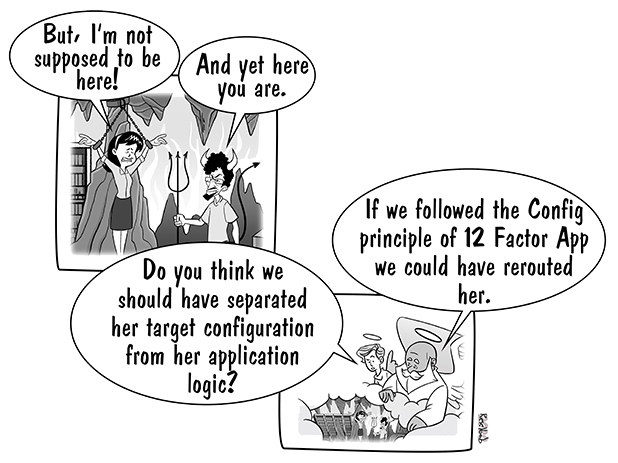 But, I'm not
supposed to be
here!
And yet here
you are.
Do you think we
should have separated
her target configuration
from her application
logic?
If we followed the Config
principle of 12 Factor App
we could have rerouted
her.